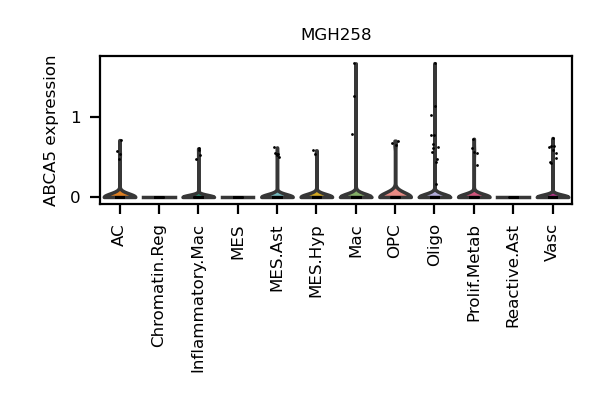 MGH258
ABCA5 expression
1
0
AC
Chromatin.Reg
Inflammatory.Mac
MES
MES.Ast
MES.Hyp
Mac
OPC
Oligo
Prolif.Metab
Reactive.Ast
Vasc